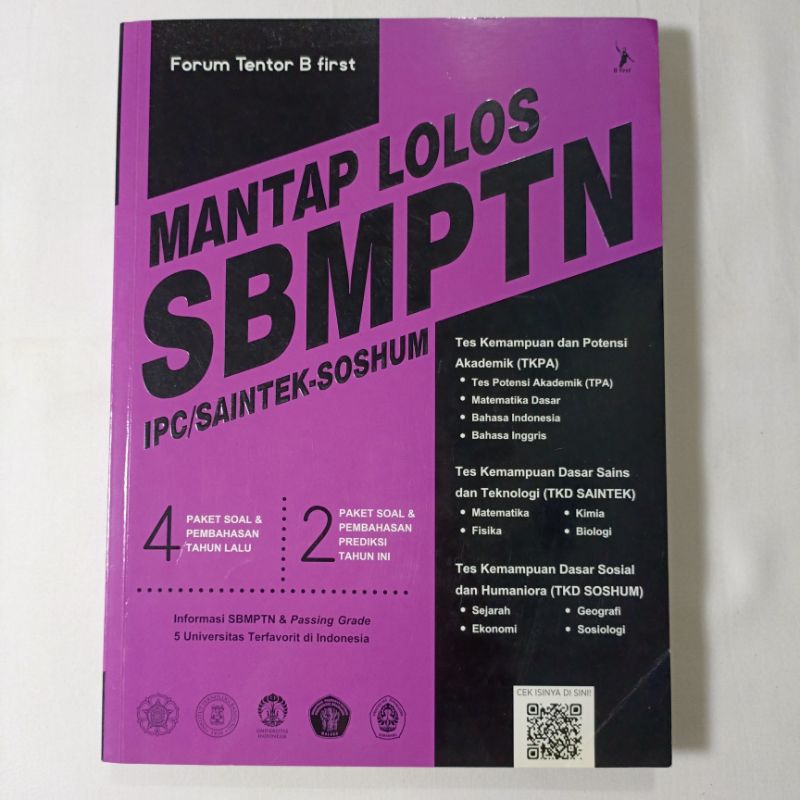 Forum Tentor B first
B first
MANTAP LOLOS
SBMPTN
IPC/SAINTEK-SOSHUM
Tes Kemampuan dan Potensi
Akademik (TKPA)
• Tes Potensi Akademik (TPA)
• Matematika Dasar
• Bahasa Indonesia
• Bahasa Inggris
Tes Kemampuan Dasar Sains
dan Teknologi (TKD SAINTEK)
• Matematika • Kimia
• Fisika • Biologi
Tes Kemampuan Dasar Sosial
dan Humaniora (TKD SOSHUM)
• Sejarah • Geografi
• Ekonomi • Sosiologi
4 PAKET SOAL &
PEMBAHASAN
TAHUN LALU
2 PAKET SOAL &
PEMBAHASAN
PREDIKSI
TAHUN INI
Informasi SBMPTN & Passing Grade
5 Universitas Terfavorit di Indonesia
UNIVERSITAS
INDONESIA
CEK ISINYA DI SINI!